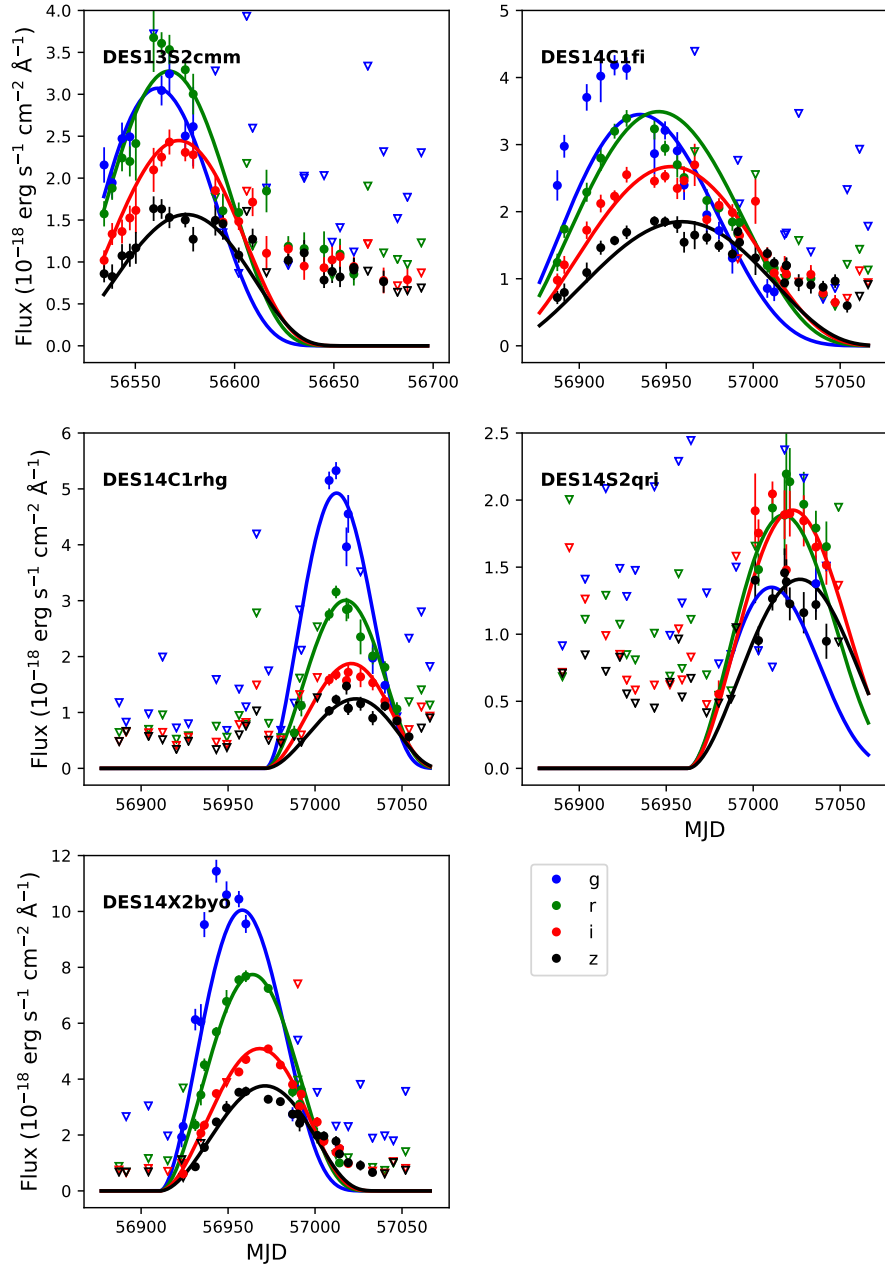 DES13S2cmm
Flux (10⁻¹⁸ erg s⁻¹ cm⁻² Å⁻¹)
4.0
3.5
3.0
2.5
2.0
1.5
1.0
0.5
0.0
56550 56600 56650 56700
DES14C1fi
5
4
3
2
1
0
56900 56950 57000 57050
DES14C1rhg
Flux (10⁻¹⁸ erg s⁻¹ cm⁻² Å⁻¹)
6
5
4
3
2
1
0
56900 56950 57000 57050
DES14S2qri
2.5
2.0
1.5
1.0
0.5
0.0
56900 56950 57000 57050
MJD
DES14X2byo
Flux (10⁻¹⁸ erg s⁻¹ cm⁻² Å⁻¹)
12
10
8
6
4
2
0
56900 56950 57000 57050
MJD
g
r
i
z